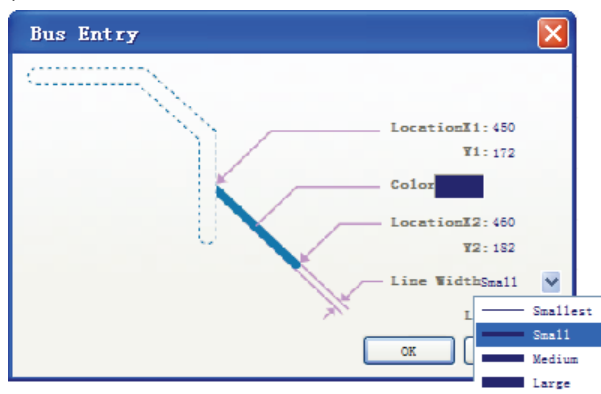 Bus Entry
LocationX1: 450
Y1: 172
Color
LocationX2: 460
Y2: 182
Line Width Small
L
Smallest
Small
OK
Medium
Large